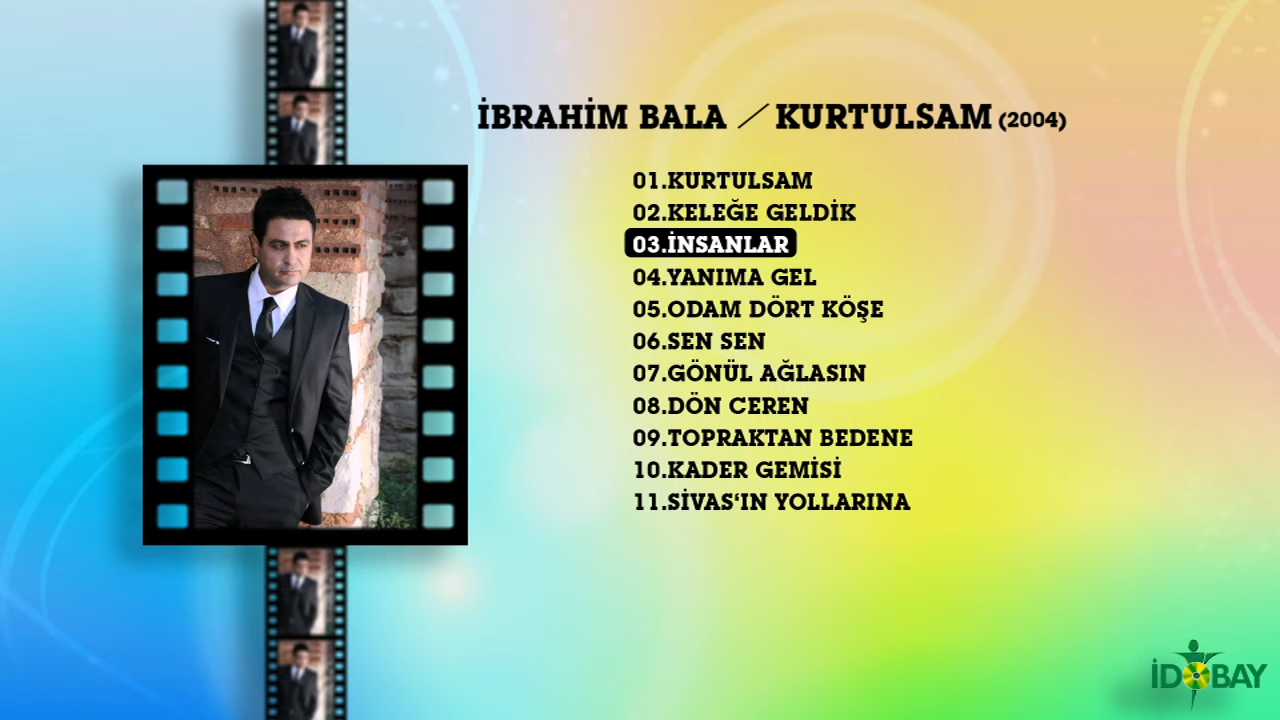 İBRAHİM BALA / KURTULSAM (2004)
01.KURTULSAM
02.KELEĞE GELDİK
03.İNSANLAR
04.YANIMA GEL
05.ODAM DÖRT KÖŞE
06.SEN SEN
07.GÖNÜL AĞLASIN
08.DÖN CEREN
09.TOPRAKTAN BEDENE
10.KADER GEMİSİ
11.SİVAS‘IN YOLLARINA
İDOBAY